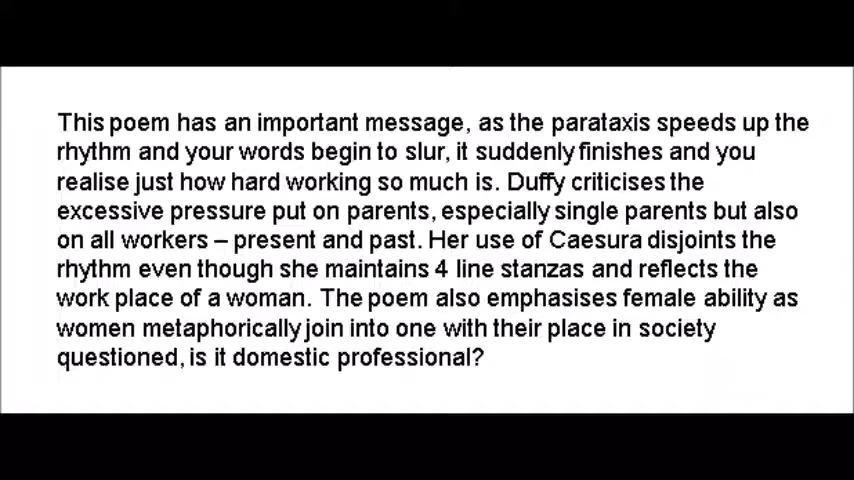 This poem has an important message, as the parataxis speeds up the
rhythm and your words begin to slur, it suddenly finishes and you
realise just how hard working so much is. Duffy criticises the
excessive pressure put on parents, especially single parents but also
on all workers – present and past. Her use of Caesura disjoints the
rhythm even though she maintains 4 line stanzas and reflects the
work place of a woman. The poem also emphasises female ability as
women metaphorically join into one with their place in society
questioned, is it domestic professional?